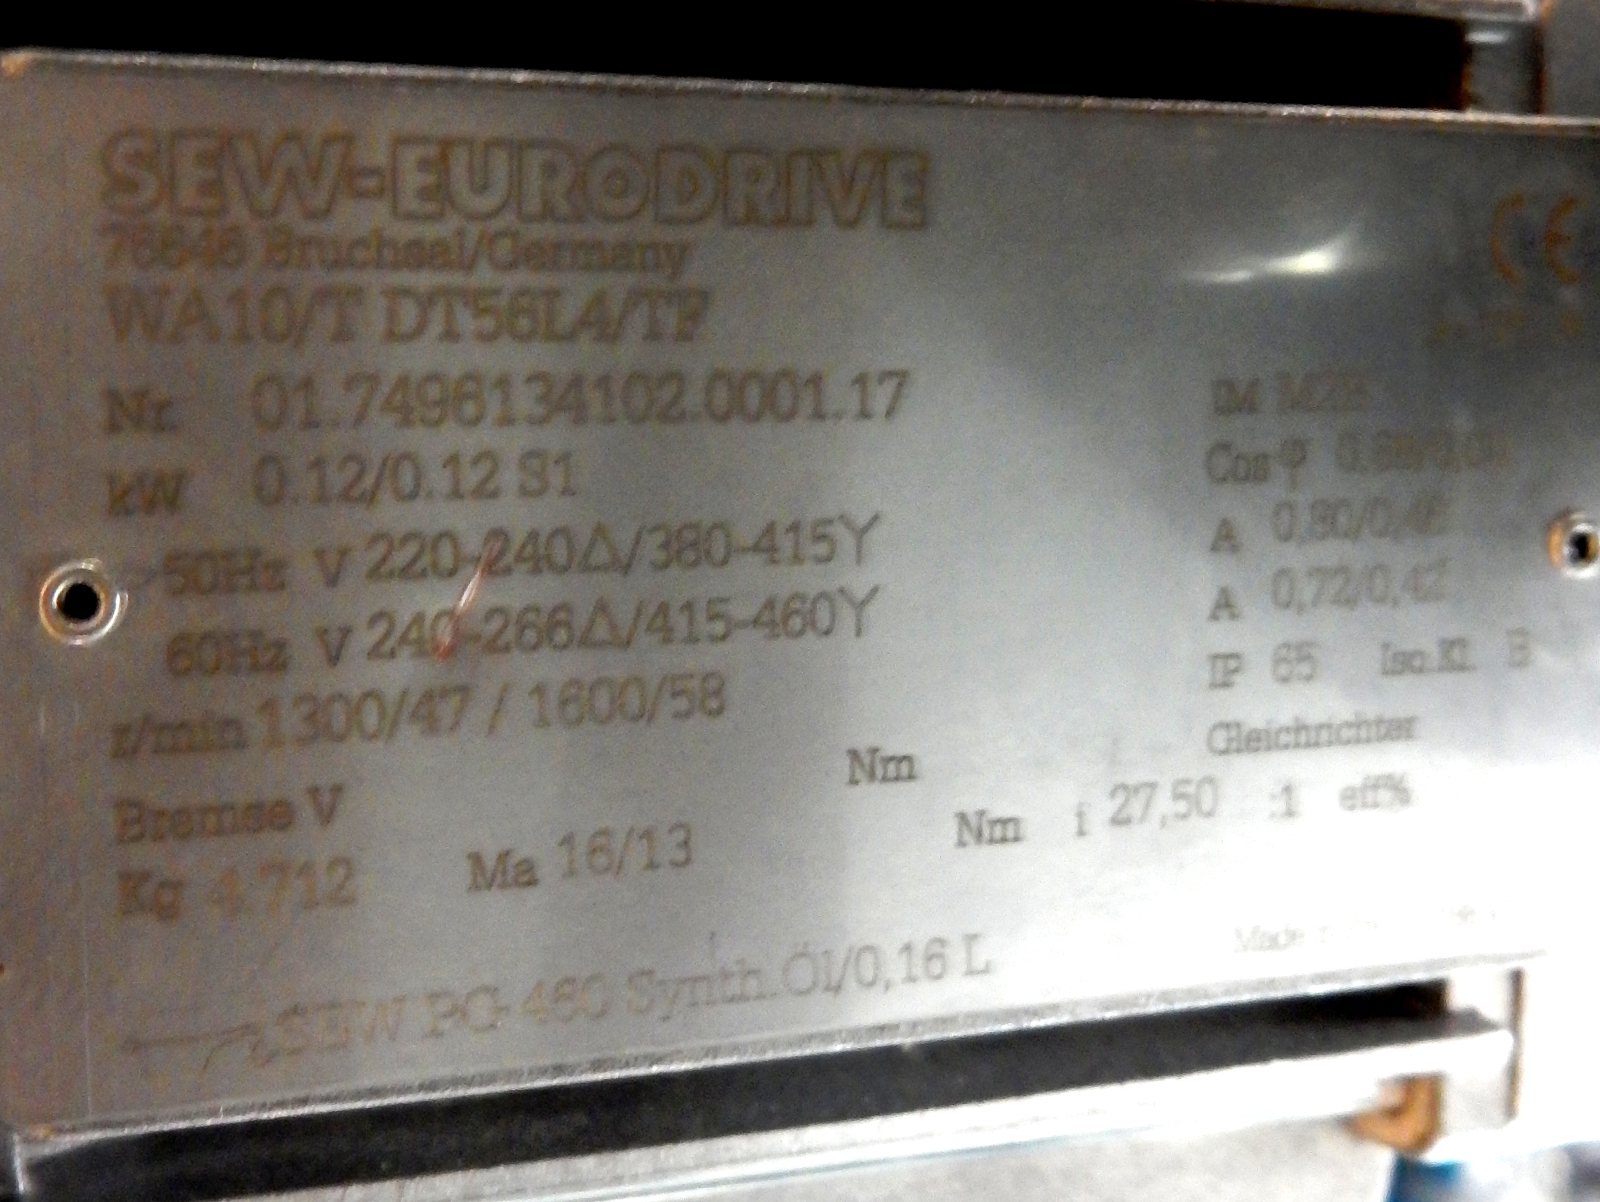 SEW-EURODRIVE
CE
76646 Bruchsal/Germany
WA10/T DT56L4/TF
Nr. 01.7496134102.0001.17
IM
kW 0.12/0.12 S1
Cos φ
50Hz V 220-240Δ/380-415Y
A 0,80/0,46
60Hz V 240-266Δ/415-460Y
A 0,72/0,42
r/min 1300/47 / 1600/58
IP 65 Iso.Kl. B
Bremse V Nm Gleichrichter
Kg 4.712 Ma 16/13 Nm i 27,50 :1 eff%
SEW PG-460 Synth.Öl/0,16 L
Made